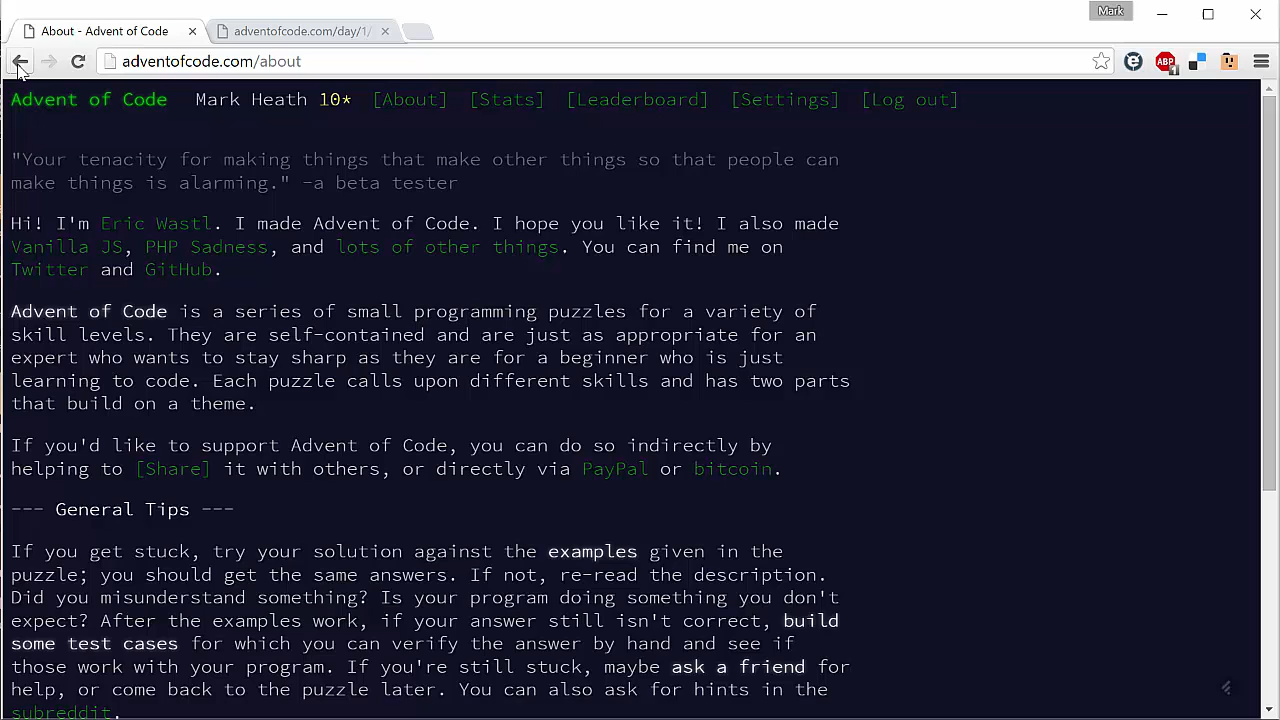 Mark
About - Advent of Code
adventofcode.com/day/1/
adventofcode.com/about
ABP
1
Advent of Code Mark Heath 10* [About] [Stats] [Leaderboard] [Settings] [Log out]
"Your tenacity for making things that make other things so that people can
make things is alarming." -a beta tester
Hi! I'm Eric Wastl. I made Advent of Code. I hope you like it! I also made
Vanilla JS, PHP Sadness, and lots of other things. You can find me on
Twitter and GitHub.
Advent of Code is a series of small programming puzzles for a variety of
skill levels. They are self-contained and are just as appropriate for an
expert who wants to stay sharp as they are for a beginner who is just
learning to code. Each puzzle calls upon different skills and has two parts
that build on a theme.
If you'd like to support Advent of Code, you can do so indirectly by
helping to [Share] it with others, or directly via PayPal or bitcoin.
--- General Tips ---
If you get stuck, try your solution against the examples given in the
puzzle; you should get the same answers. If not, re-read the description.
Did you misunderstand something? Is your program doing something you don't
expect? After the examples work, if your answer still isn't correct, build
some test cases for which you can verify the answer by hand and see if
those work with your program. If you're still stuck, maybe ask a friend for
help, or come back to the puzzle later. You can also ask for hints in the
subreddit.